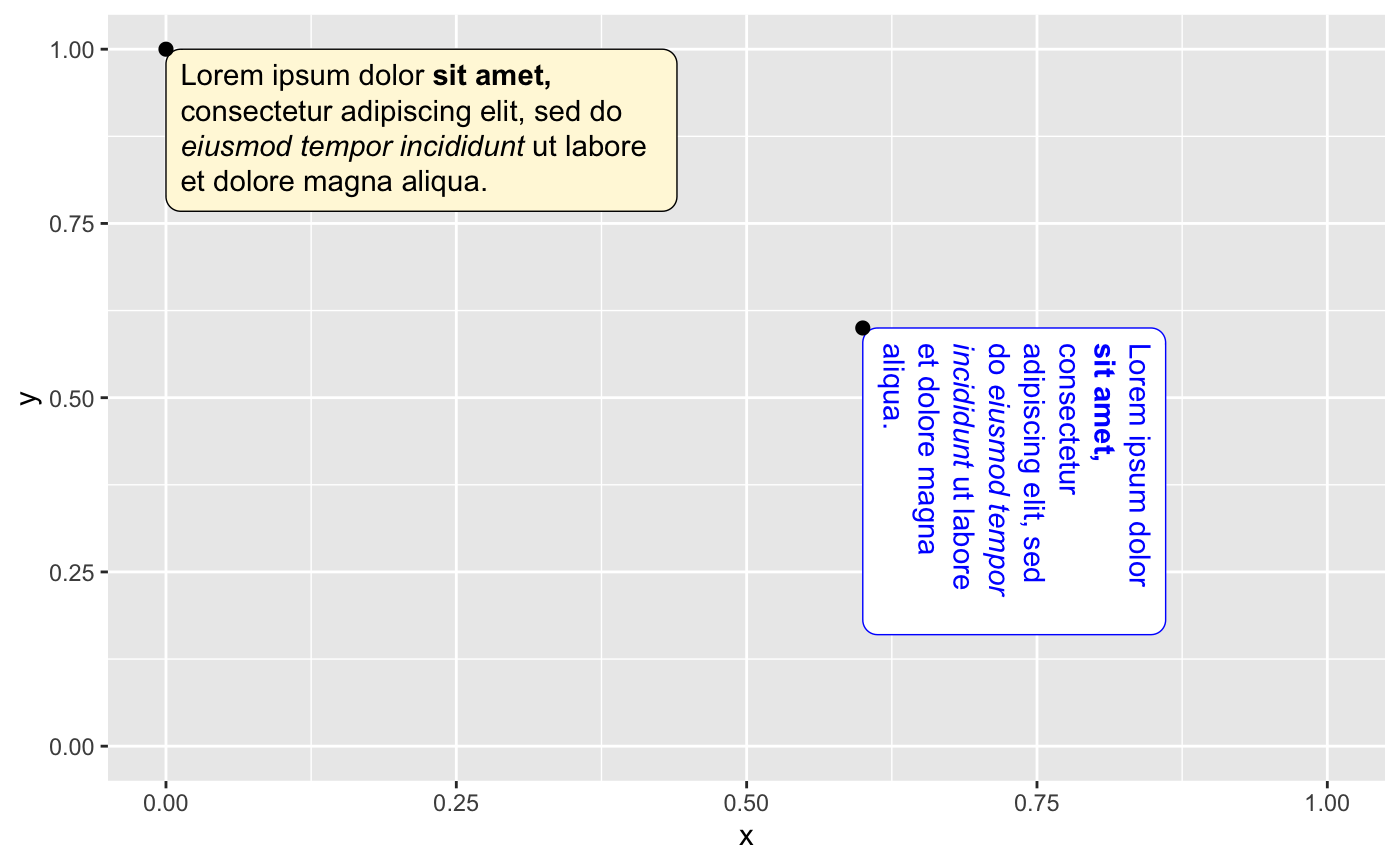 1.00
0.75
0.50
0.25
0.00
y
Lorem ipsum dolor sit amet,
consectetur adipiscing elit, sed do
eiusmod tempor incididunt ut labore
et dolore magna aliqua.
Lorem ipsum dolor
sit amet,
consectetur
adipiscing elit, sed
do eiusmod tempor
incididunt ut labore
et dolore magna
aliqua.
0.00 0.25 0.50 0.75 1.00
x